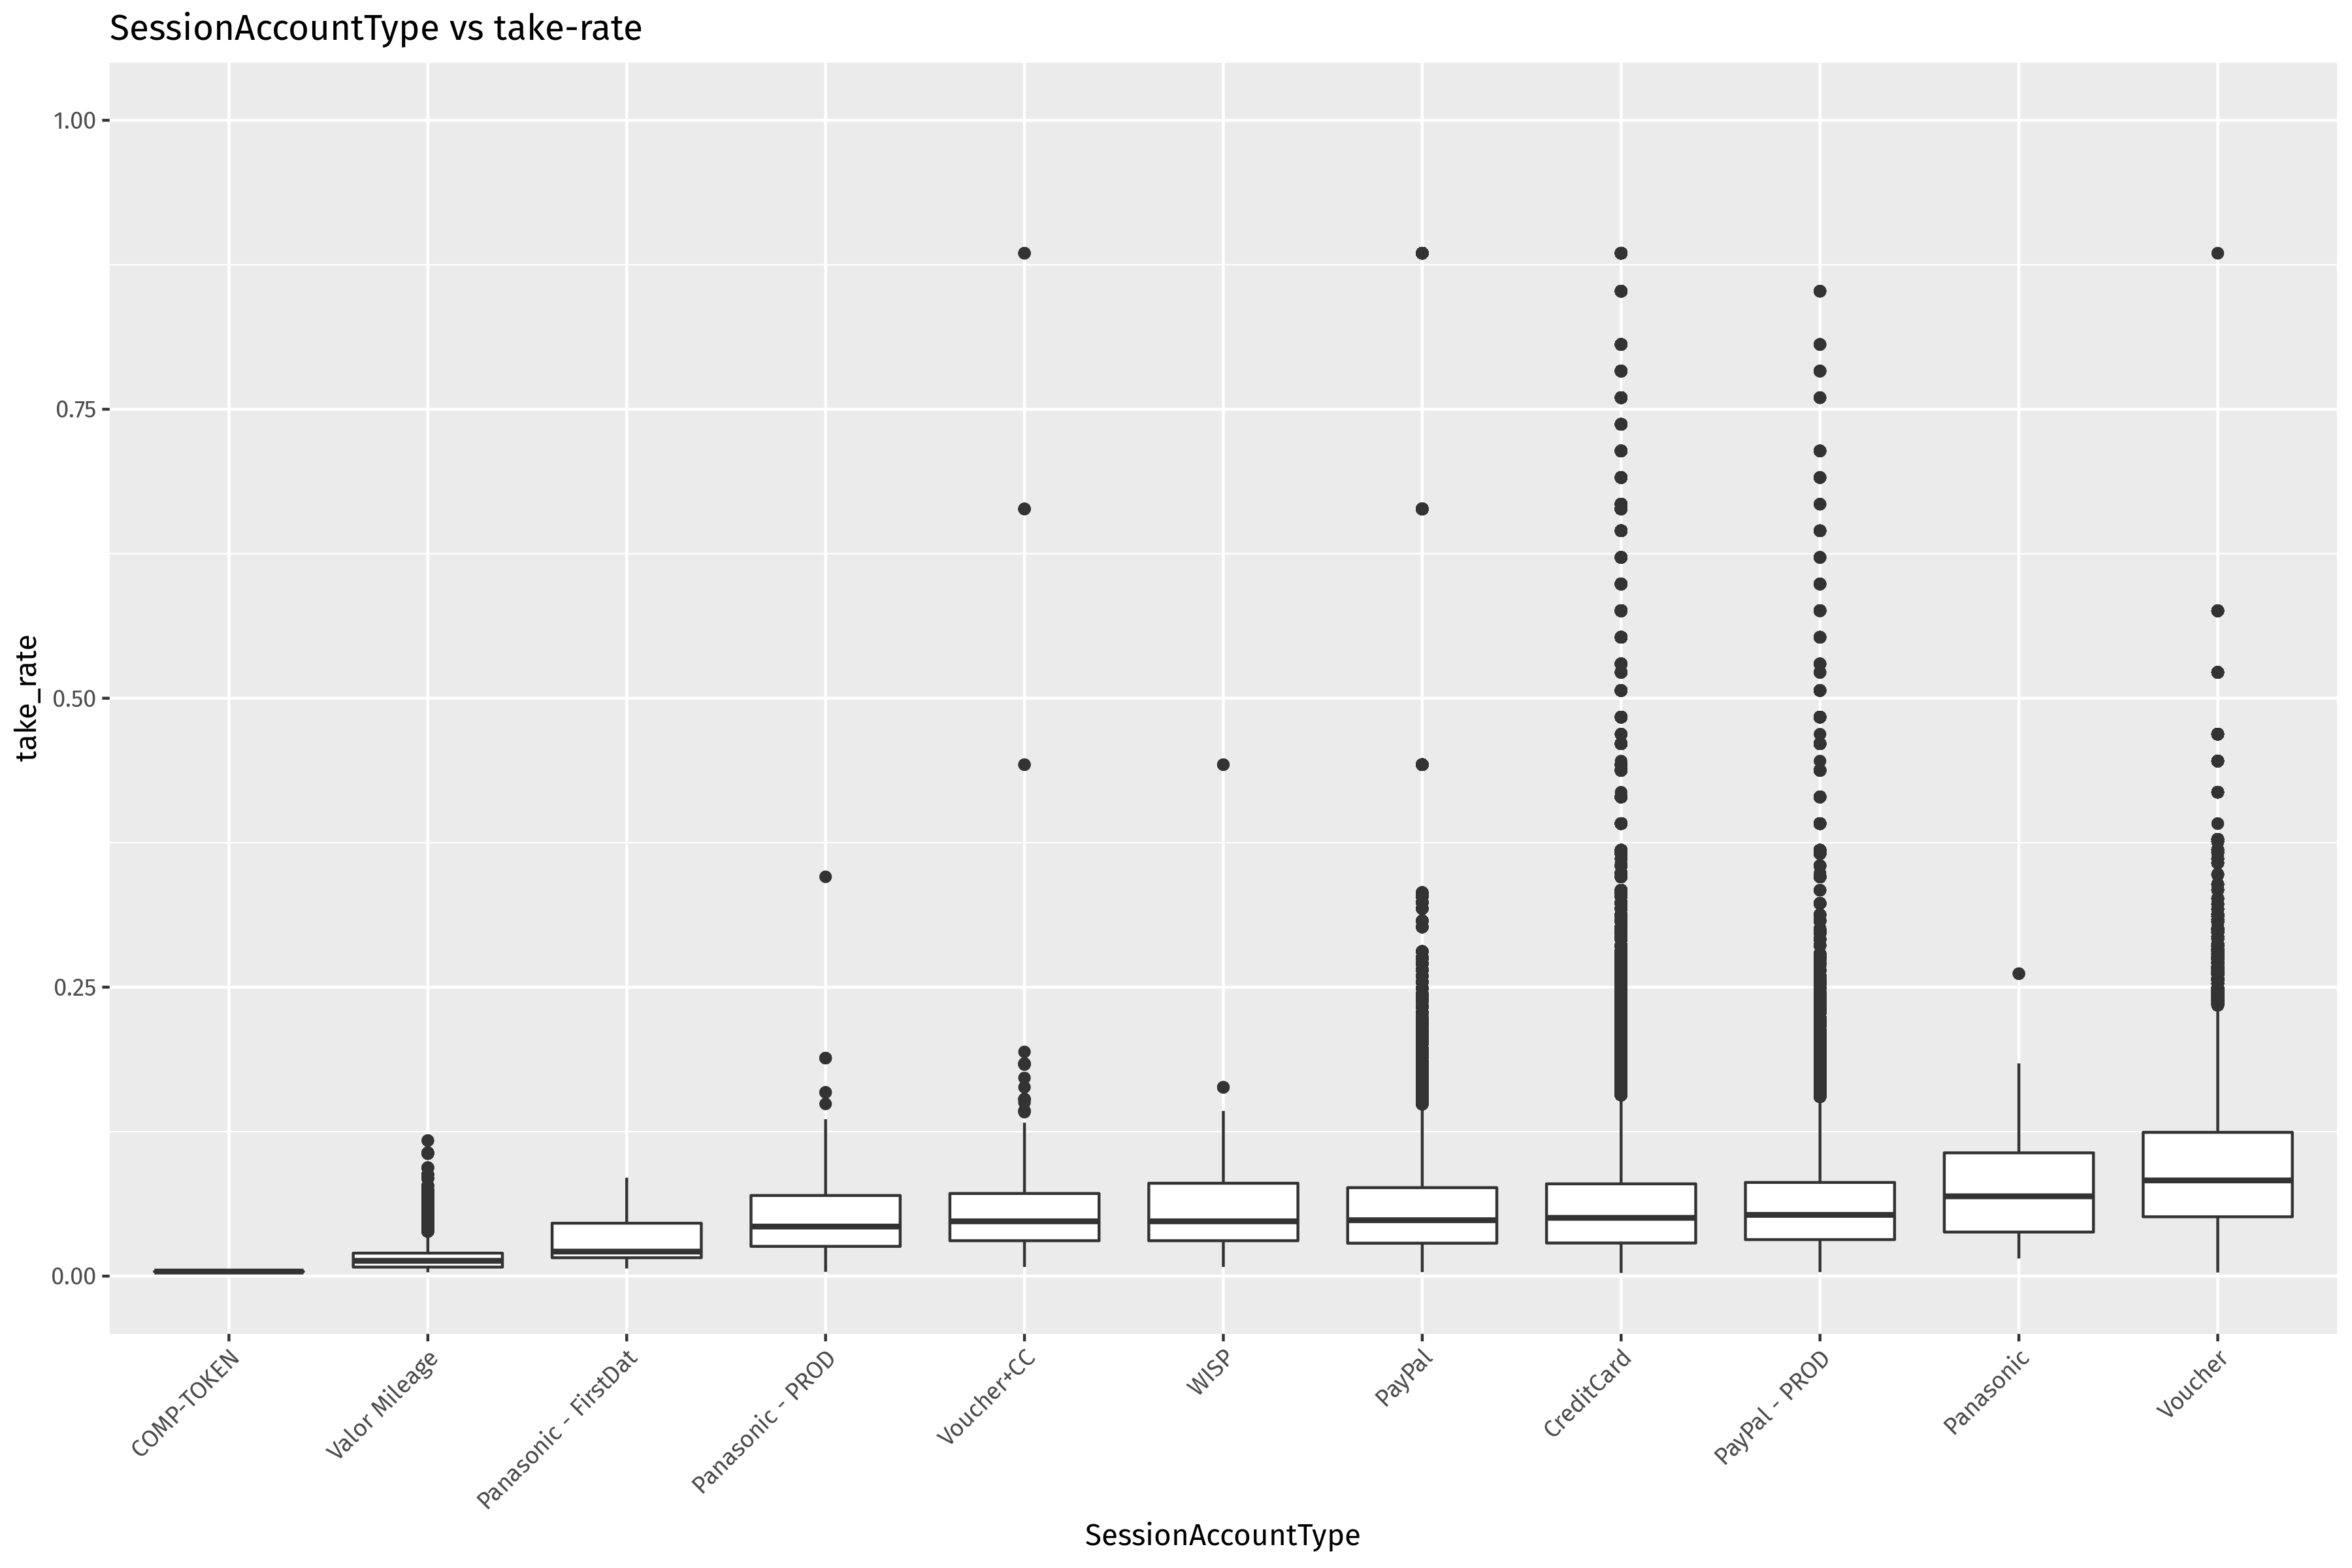 SessionAccountType vs take-rate
take_rate
1.00
0.75
0.50
0.25
0.00
COMP-TOKEN
Valor Mileage
Panasonic - FirstDat
Panasonic - PROD
Voucher+CC
WISP
PayPal
CreditCard
PayPal - PROD
Panasonic
Voucher
SessionAccountType